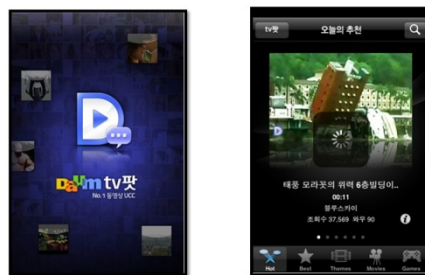 Daum tv팟
No.1 동영상 UCC
tv팟
오늘의 추천
태풍 모라꼿의 위력 6층빌딩이..
00:11
블루스카이
조회수 37,569 와우 90
Hot
Best
Themes
Movies
Games